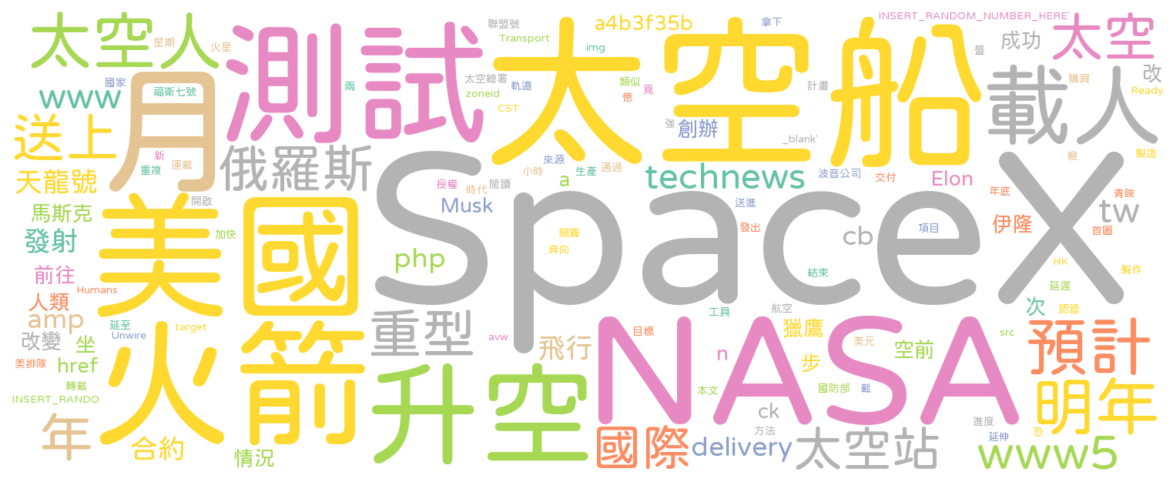 太空人
星期
火星
測試
聯盟號
Transport
img
a4b3f35b
拿下
INSERT_RANDOM_NUMBER_HERE'
暨
成功
太空
國家
www
月
福衛七號
兩
太空總署
zoneid
軌道
類似
億
竟
太空船
計畫
載人
購買
改
Ready
送上
新
重複
運載
俄羅斯
CST
強
創辦
_blank'
來源
小時
生產
通過
波音公司
交付
艘
製造
天龍號
開啟
授權
時代
閱讀
a
technews
Elon
年底
青睞
馬斯克
美國
Musk
送進
tw
發射
加快
SpaceX
競賽
奔向
發出
cb
項目
伊隆
首圖
前往
Humans
php
結束
HK
製作
延遲
人類
延至
amp
Unwire
target
火箭
重型
工具
航空
次
認證
改變
坐
avw
飛行
目標
NASA
獵鷹
美元
空前
src
預計
美排隊
href
n
步
轉載
升空
本文
國防部
載
明年
INSERT_RANDO
ck
方法
進度
年
合約
情況
國際
delivery
太空站
延伸
恐
www5